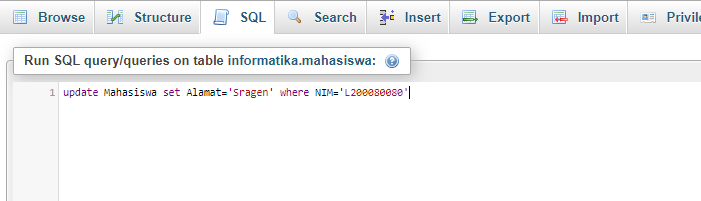 Browse Structure SQL Search Insert Export Import
Run SQL query/queries on table informatika.mahasiswa:
1 update Mahasiswa set Alamat='Sragen' where NIM='L200080080'